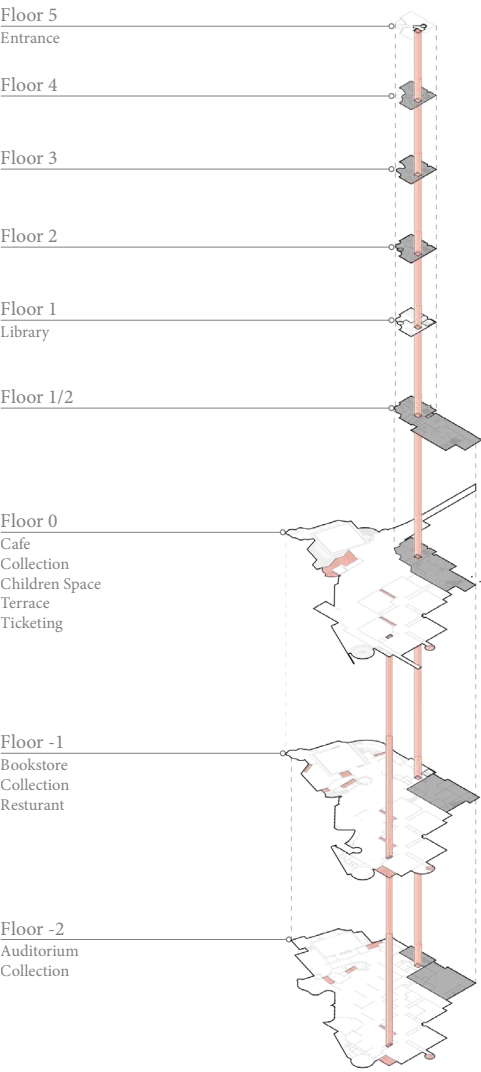 Floor 5
Entrance
Floor 4
Floor 3
Floor 2
Floor 1
Library
Floor 1/2
Floor 0
Cafe
Collection
Children Space
Terrace
Ticketing
Floor -1
Bookstore
Collection
Resturant
Floor -2
Auditorium
Collection